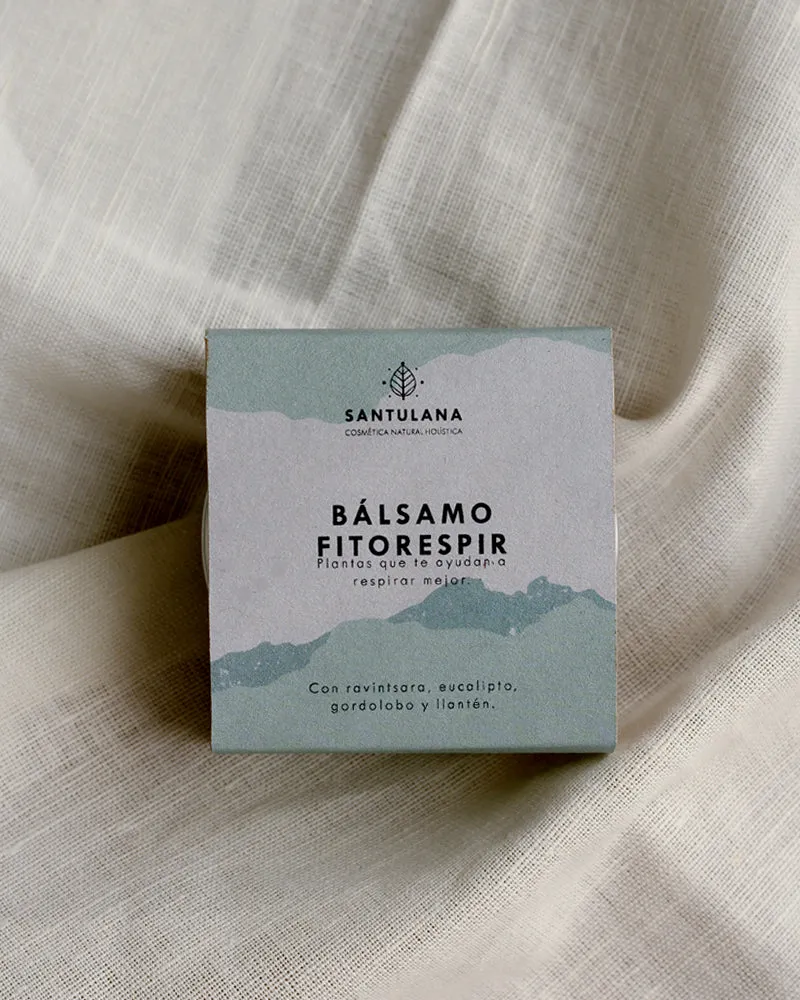 SANTULANA
COSMÉTICA NATURAL HOLÍSTICA
BÁLSAMO
FITORESPIR
Plantas que te ayudan a
respirar mejor.
Con ravintsara, eucalipto,
gordolobo y llantén.